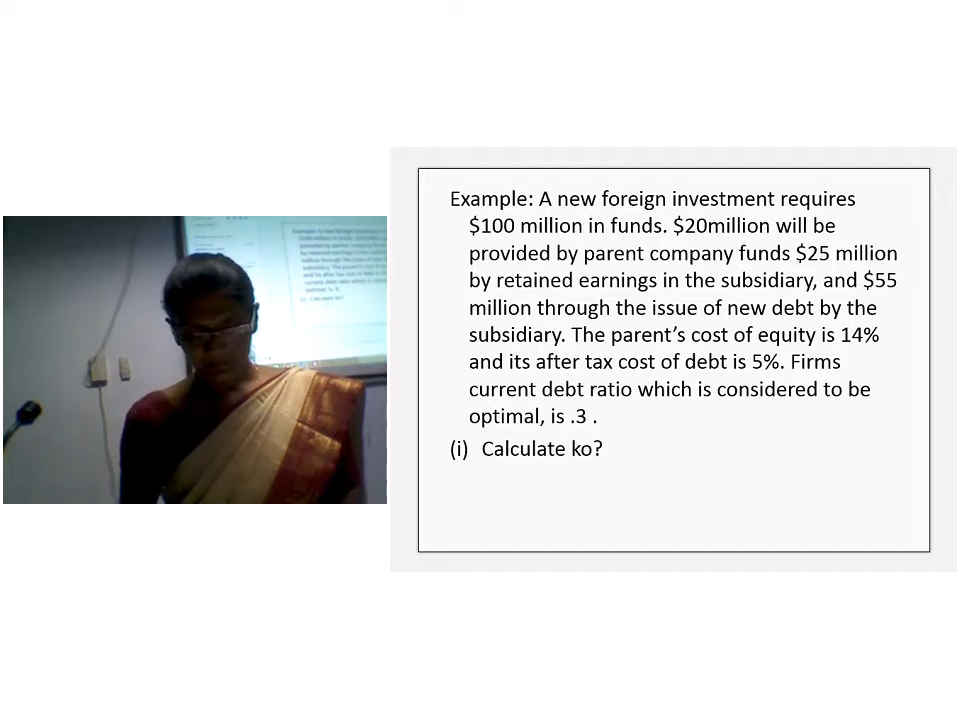 Example: A new foreign investment requires
$100 million in funds. $20million will be
provided by parent company funds $25 million
by retained earnings in the subsidiary, and $55
million through the issue of new debt by the
subsidiary. The parent's cost of equity is 14%
and its after tax cost of debt is 5%. Firms
current debt ratio which is considered to be
optimal, is .3 .
(i) Calculate ko?